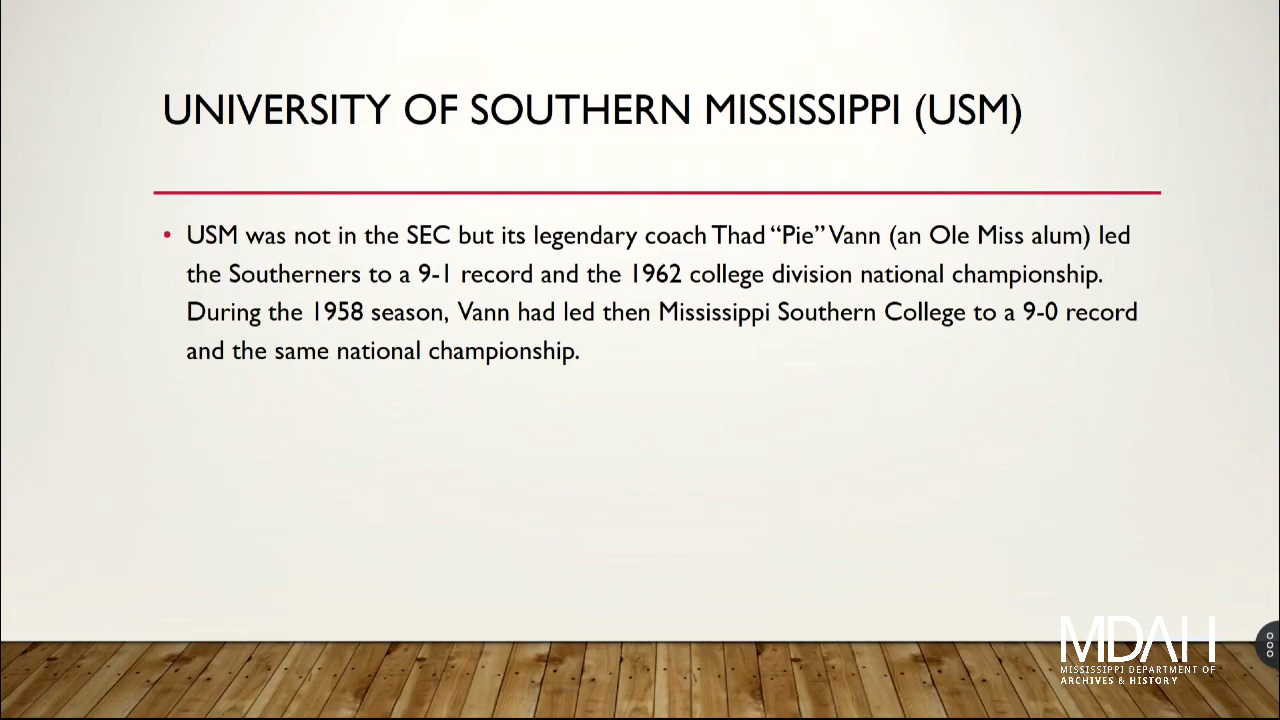 UNIVERSITY OF SOUTHERN MISSISSIPPI (USM)
• USM was not in the SEC but its legendary coach Thad “Pie” Vann (an Ole Miss alum) led
the Southerners to a 9-1 record and the 1962 college division national championship.
During the 1958 season, Vann had led then Mississippi Southern College to a 9-0 record
and the same national championship.
MDAH
MISSISSIPPI DEPARTMENT OF
ARCHIVES & HISTORY